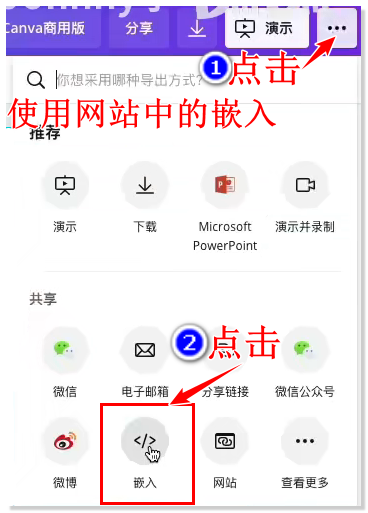 Canva商用版
分享
演示
1 点击
你想采用哪种导出方式?
使用网站中的嵌入
推荐
演示
下载
Microsoft PowerPoint
演示并录制
共享
2 点击
微信
电子邮箱
分享链接
微信公众号
微博
嵌入
网站
查看更多